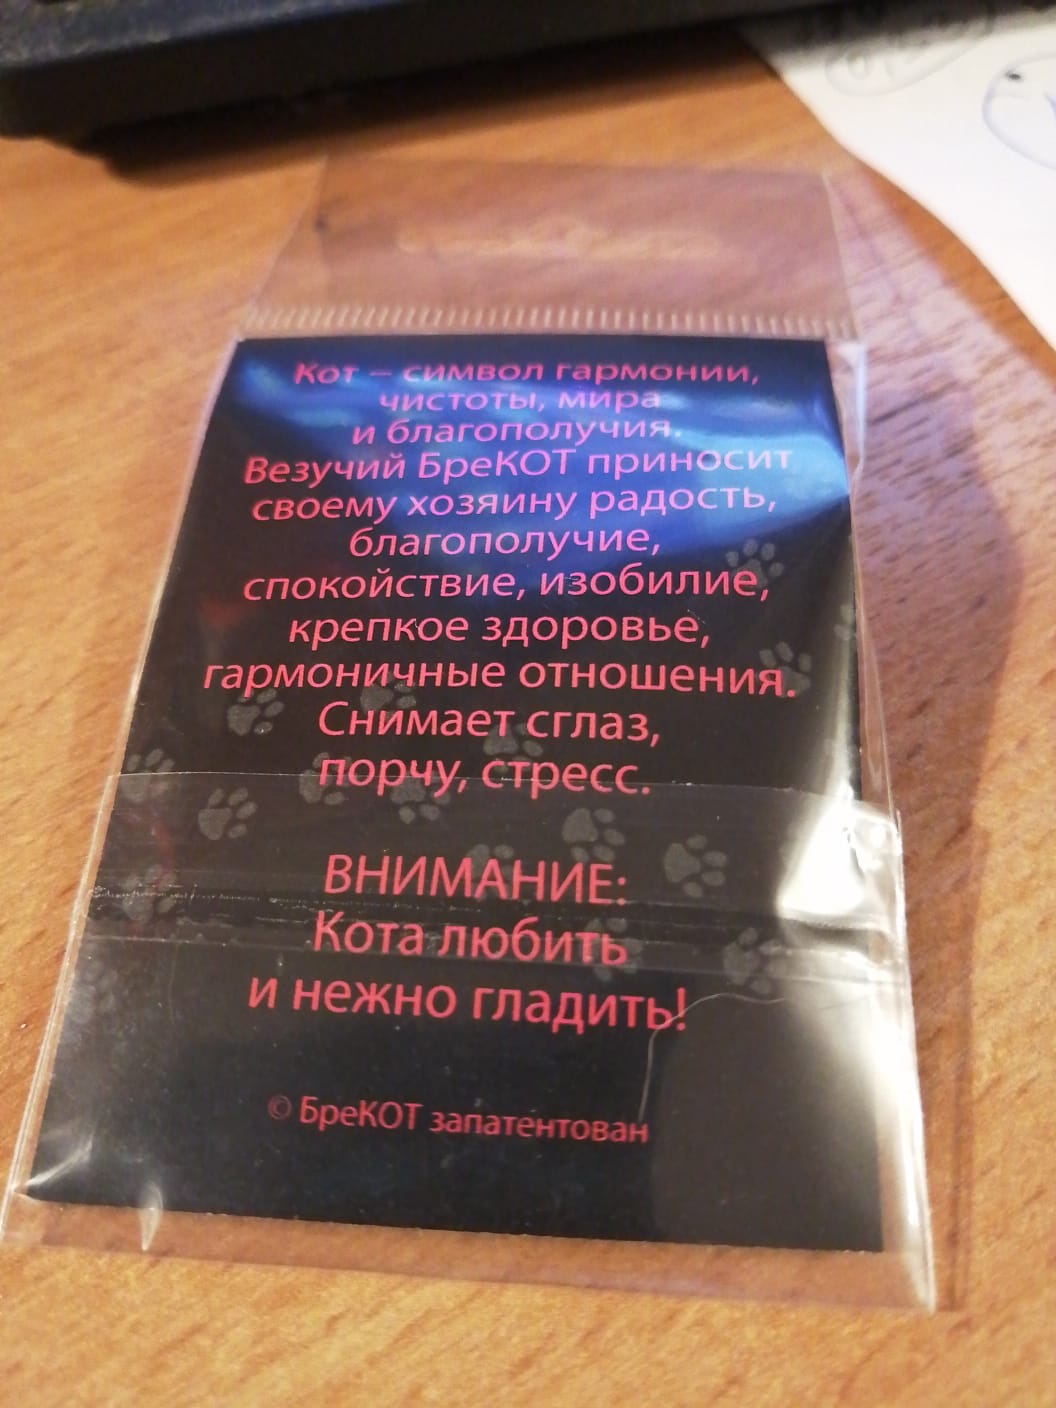 Кот – символ гармонии,
чистоты, мира
и благополучия.
Везучий БреКОТ приносит
своему хозяину радость,
благополучие,
спокойствие, изобилие,
крепкое здоровье,
гармоничные отношения.
Снимает сглаз,
порчу, стресс.
ВНИМАНИЕ:
Кота любить
и нежно гладить!
© БреКОТ запатентован